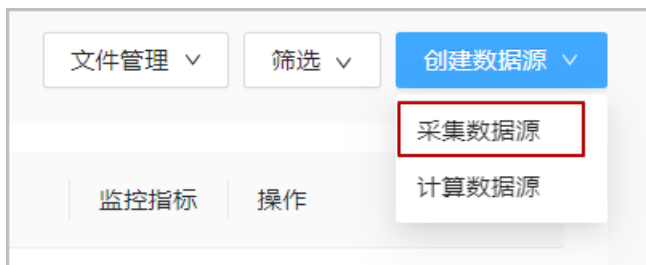 文件管理 筛选 创建数据源
采集数据源
计算数据源
监控指标 操作